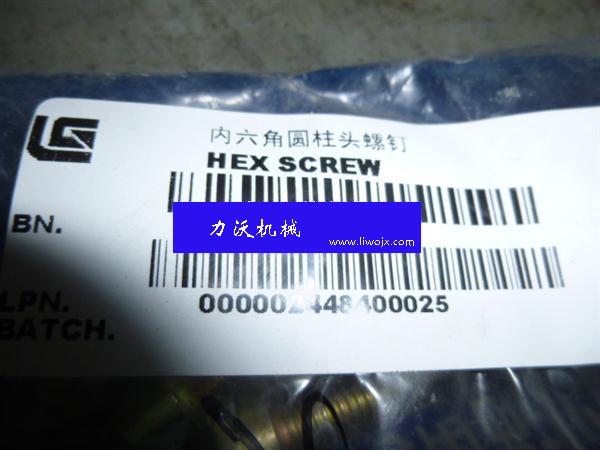 LG
内六角圆柱头螺钉
HEX SCREW
BN.
力沃机械
www.liwojx.com
LPN.
000002448400025
BATCH.